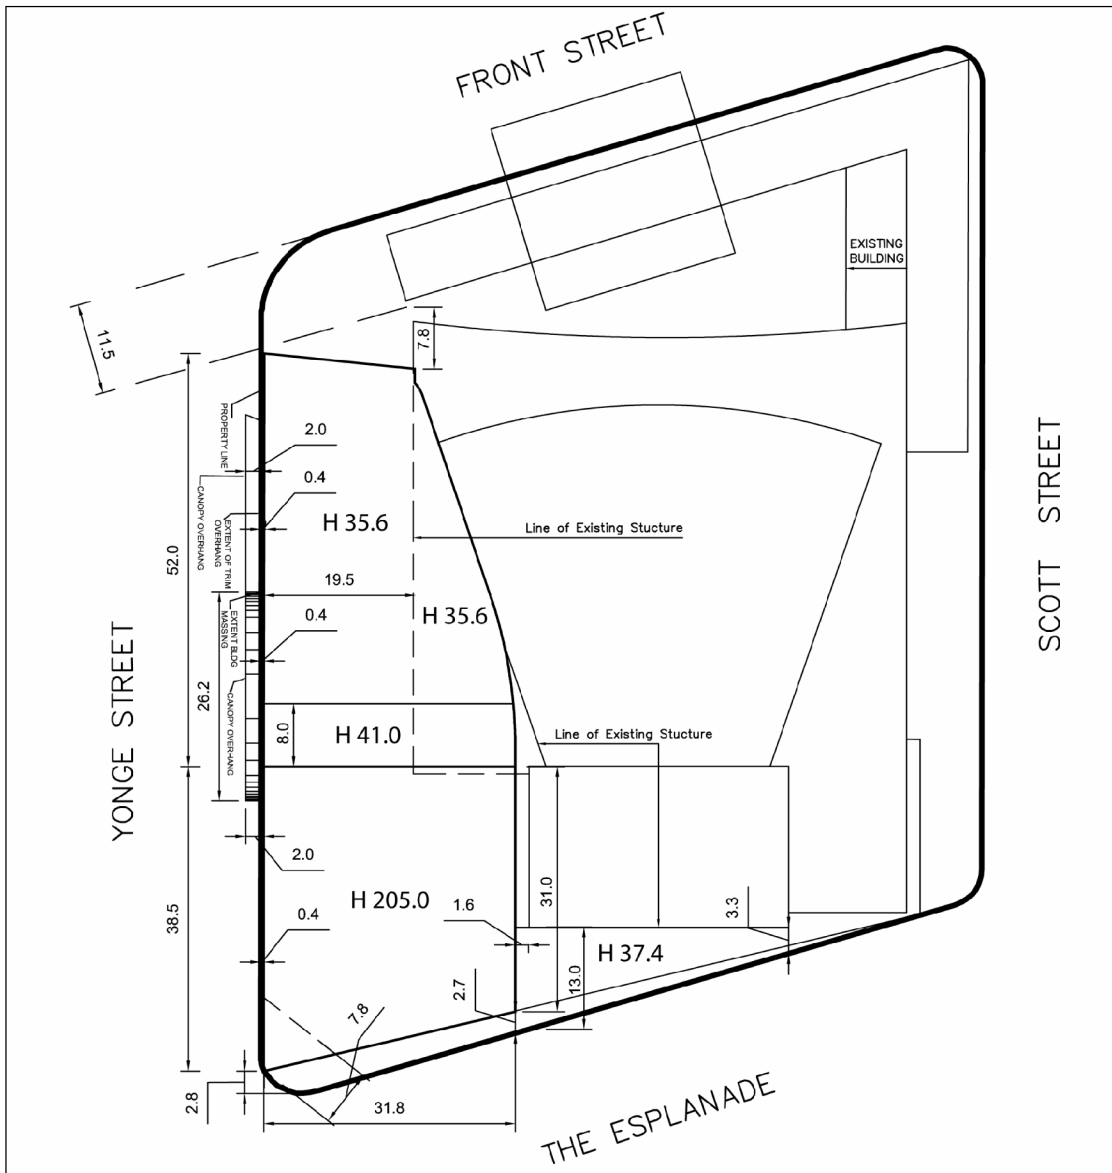 FRONT STREET
EXISTING
BUILDING
11.5
7.8
PROPERTY LINE
2.0
CANOPY OVERHANG
0.4
EXTENT OF TRIM
OVERHANG
H 35.6
Line of Existing Stucture
52.0
19.5
H 35.6
0.4
EXTENT BLDG
MASSING
26.2
CANOPY OVERHANG
8.0
H 41.0
Line of Existing Stucture
YONGE STREET
SCOTT STREET
2.0
H 205.0
1.6
31.0
3.3
38.5
0.4
H 37.4
2.7
13.0
7.8
2.8
31.8
THE ESPLANADE